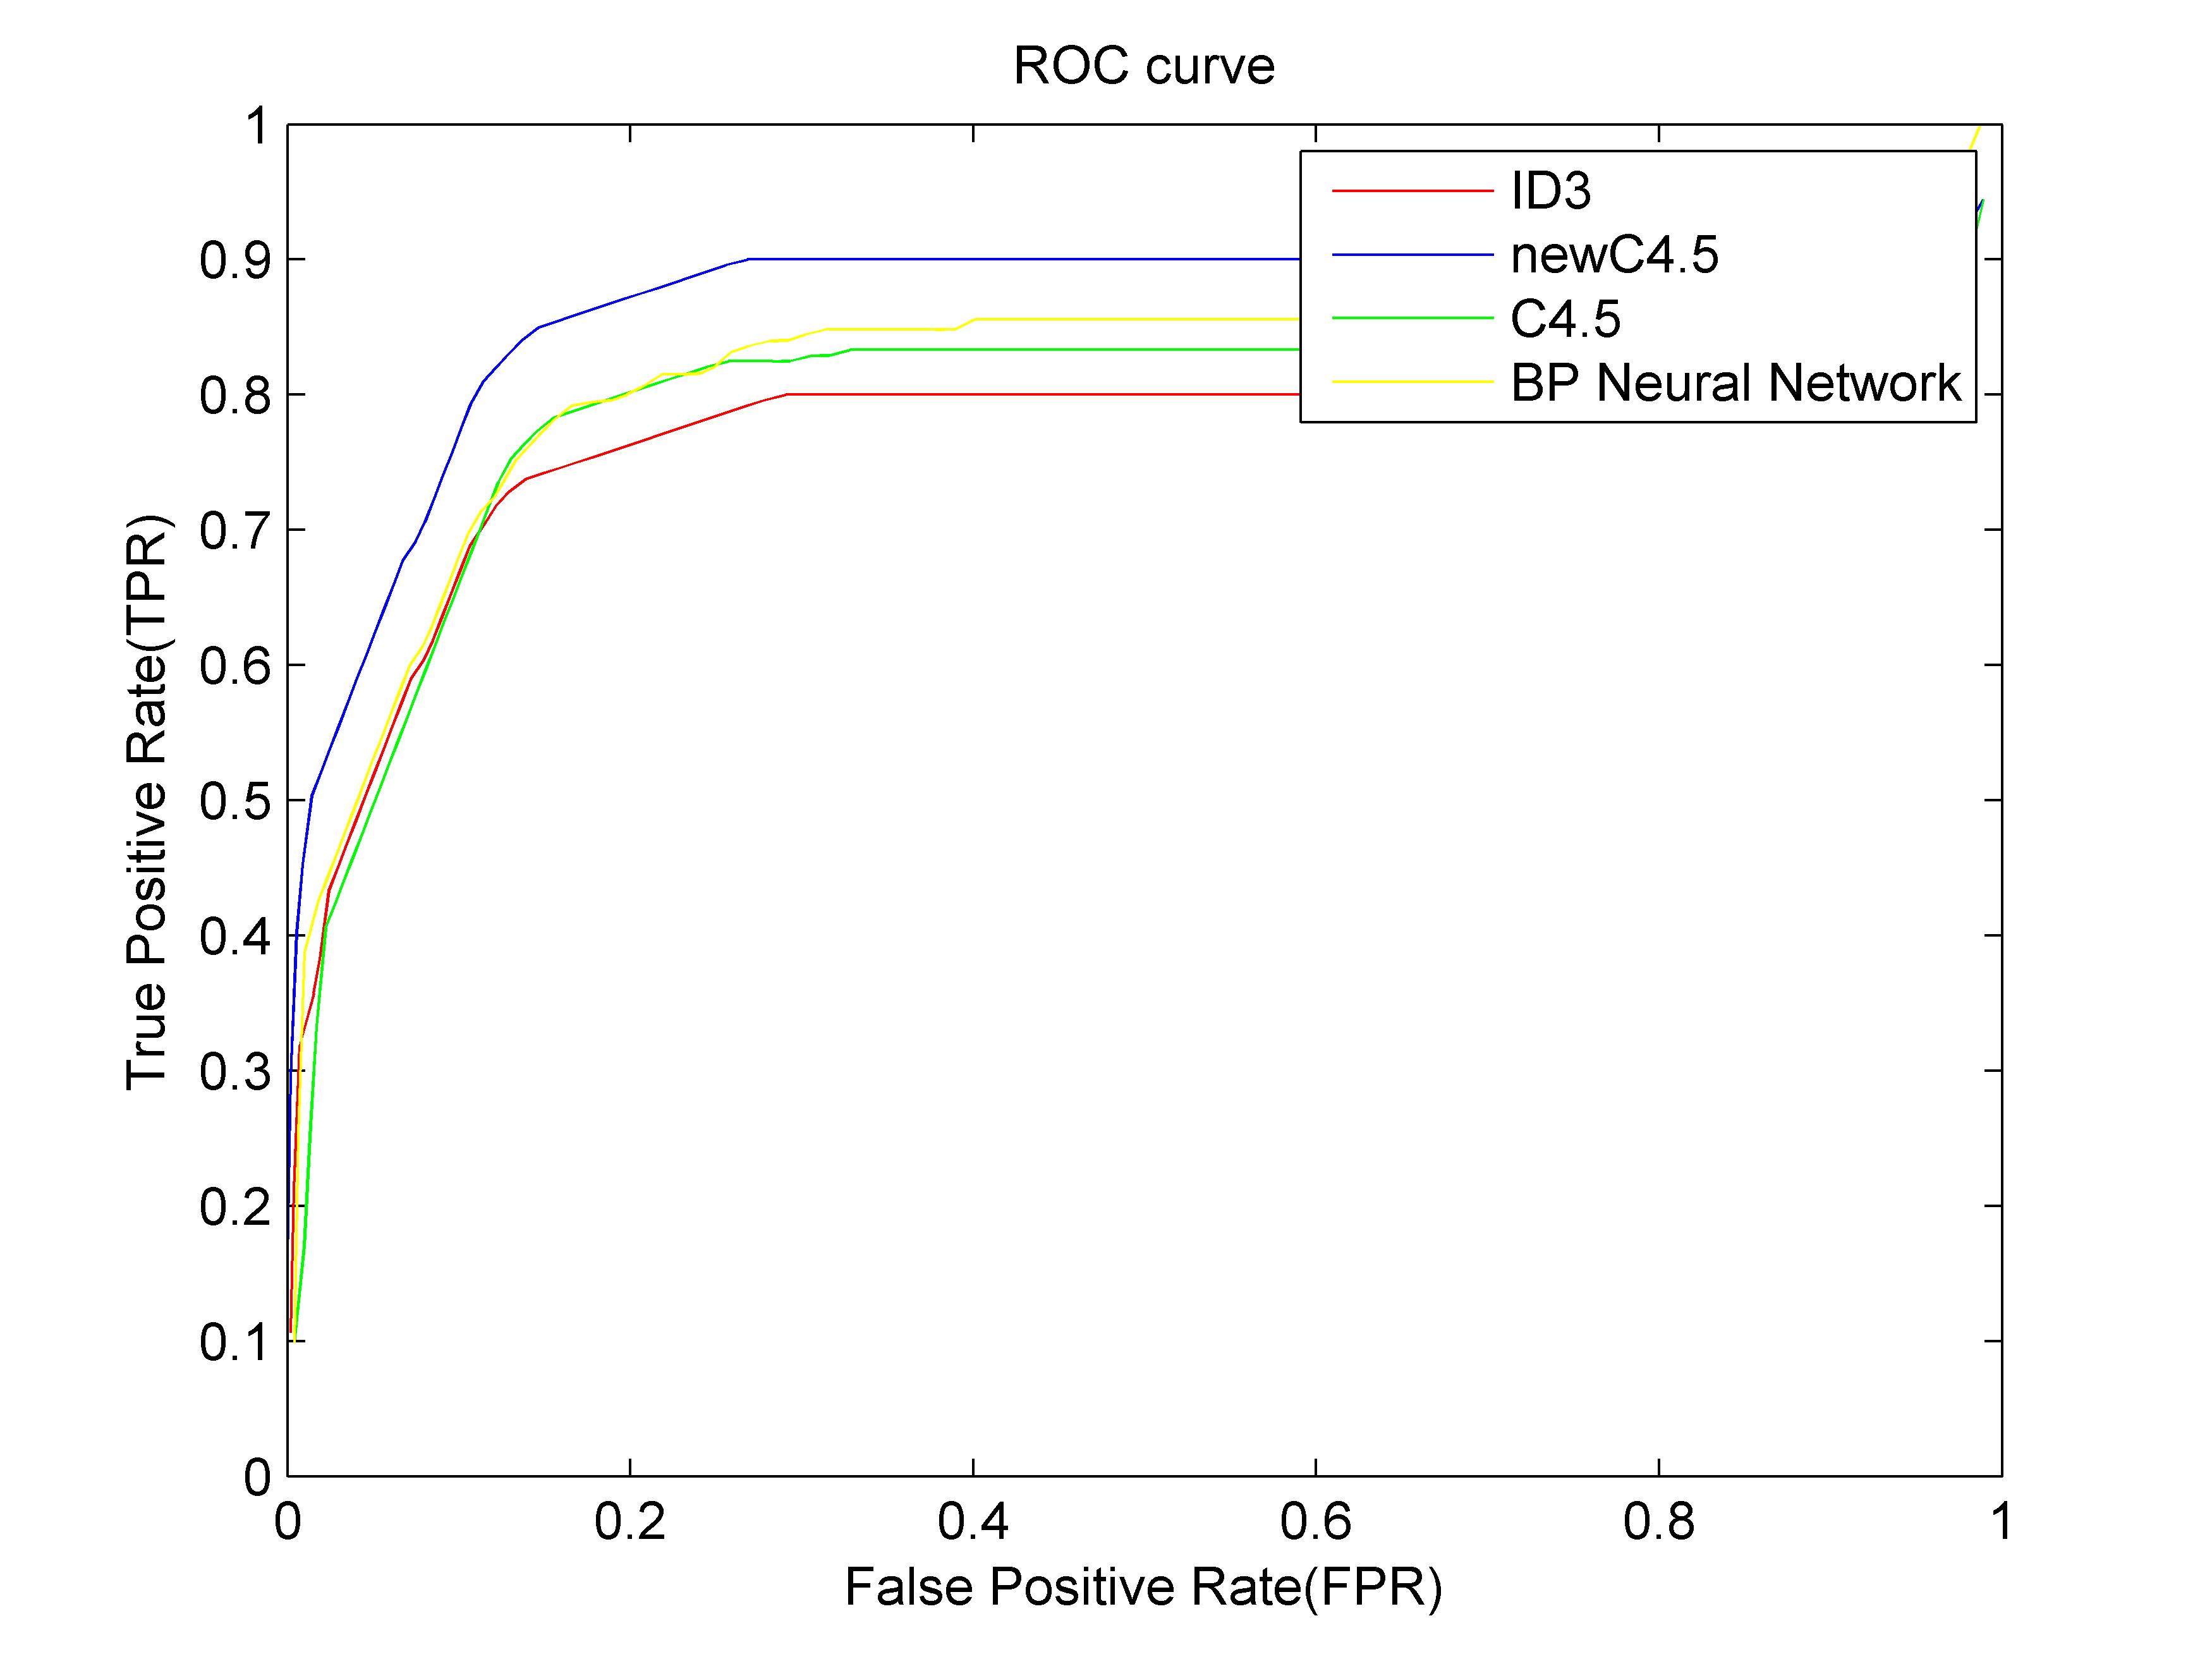 ROC curve
1
0.9
0.8
0.7
0.6
0.5
0.4
0.3
0.2
0.1
0
True Positive Rate(TPR)
ID3
newC4.5
C4.5
BP Neural Network
0 0.2 0.4 0.6 0.8 1
False Positive Rate(FPR)